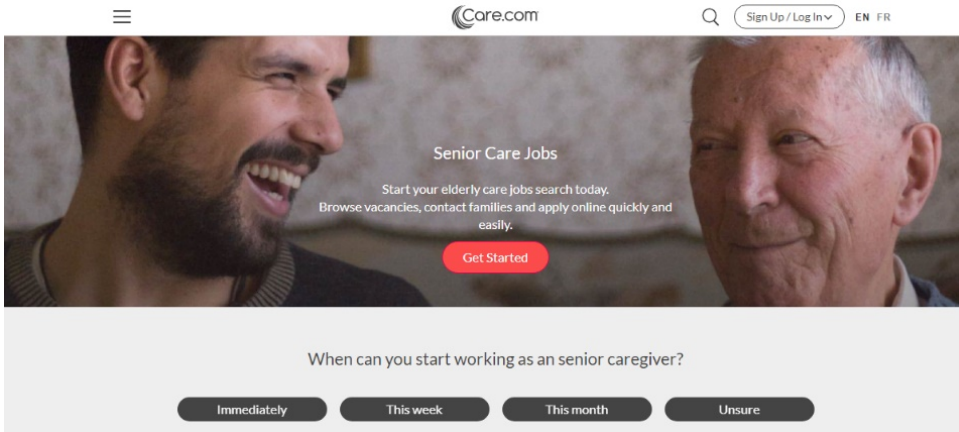 Care.com
Sign Up / Log In
EN FR
Senior Care Jobs
Start your elderly care jobs search today.
Browse vacancies, contact families and apply online quickly and
easily.
Get Started
When can you start working as an senior caregiver?
Immediately
This week
This month
Unsure